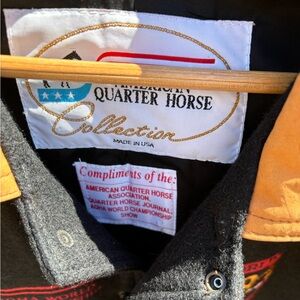 AMERICAN
QUARTER HORSE
Collection
MADE IN USA
Compliments of the:
AMERICAN QUARTER HORSE
ASSOCIATION,
QUARTER HORSE JOURNAL,
AQHA WORLD CHAMPIONSHIP
SHOW